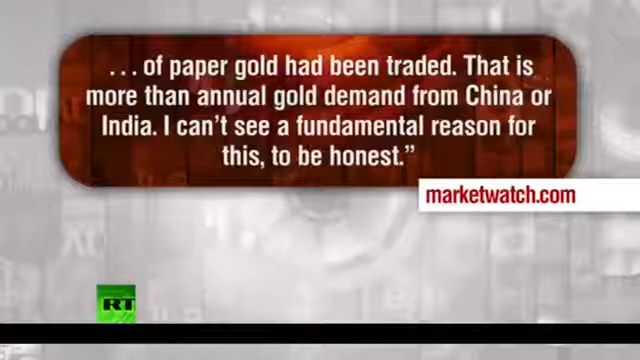 ... of paper gold had been traded. That is
more than annual gold demand from China or
India. I can't see a fundamental reason for
this, to be honest.”
marketwatch.com
RT